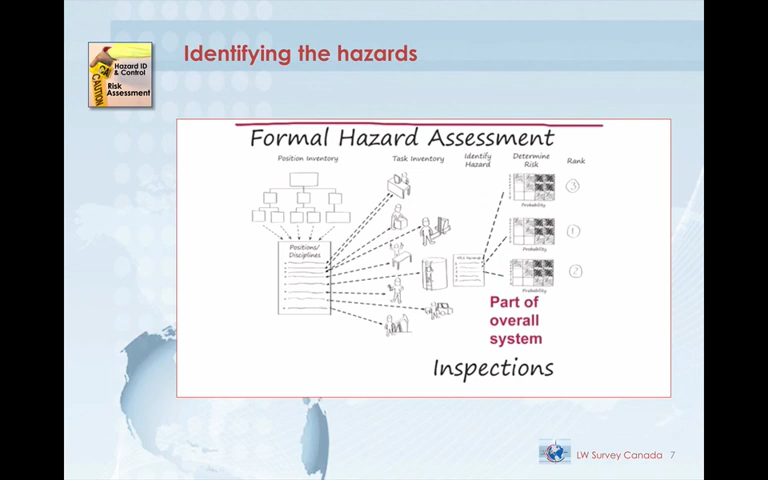 Identifying the hazards
Hazard ID
& Control
Risk
Assessment
CAUTION
Formal Hazard Assessment
Position Inventory
Task Inventory
Identify
Hazard
Determine
Risk
Rank
Positions/
Disciplines
Probability
3
Probability
1
Probability
2
Part of
overall
system
Inspections
LW Survey Canada 7